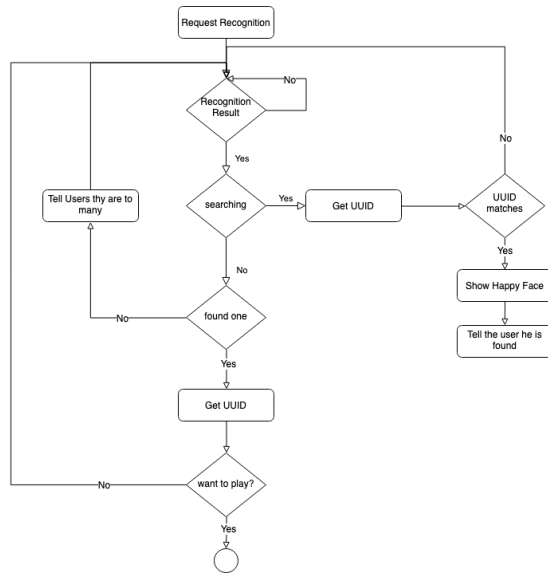 Request Recognition
No
Recognition
Result
Yes
No
Tell Users thy are to
many
searching
Yes
Get UUID
UUID
matches
No
Yes
Show Happy Face
No
found one
Tell the user he is
found
Yes
Get UUID
No
want to play?
Yes